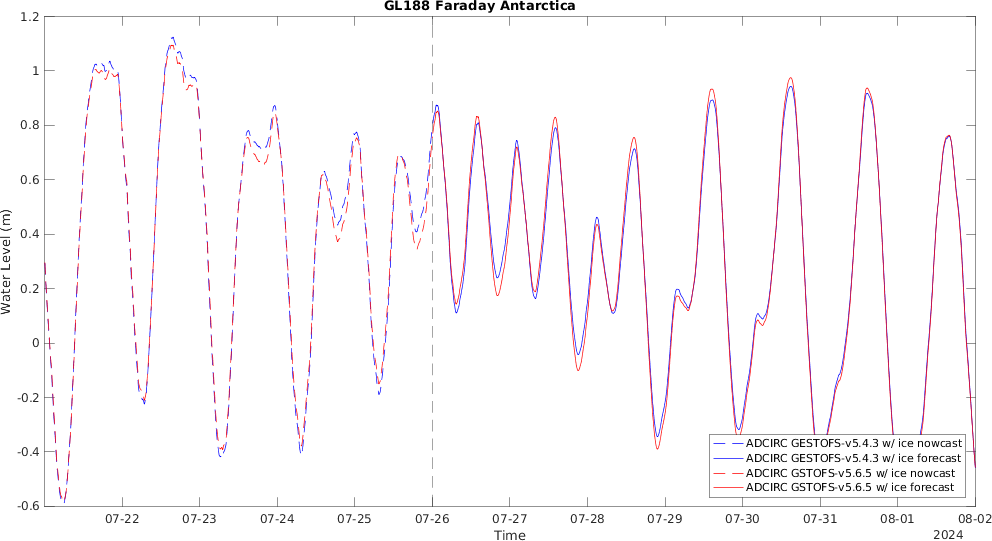 GL188 Faraday Antarctica
1.2
1
0.8
0.6
0.4
0.2
0
-0.2
-0.4
-0.6
Water Level (m)
ADCIRC GESTOFS-v5.4.3 w/ ice nowcast
ADCIRC GESTOFS-v5.4.3 w/ ice forecast
ADCIRC GSTOFS-v5.6.5 w/ ice nowcast
ADCIRC GSTOFS-v5.6.5 w/ ice forecast
07-22 07-23 07-24 07-25 07-26 07-27 07-28 07-29 07-30 07-31 08-01 08-02
Time
2024